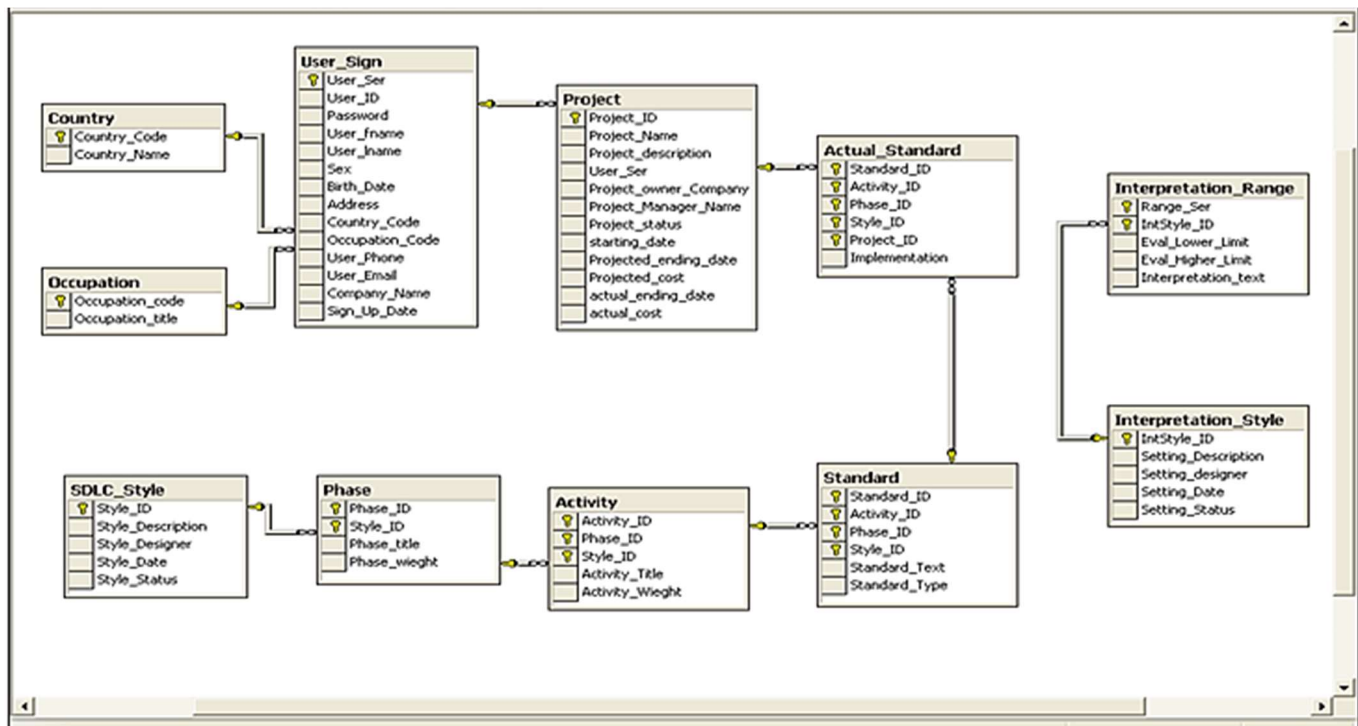 Country
Country_Code
Country_Name
Occupation
Occupation_code
Occupation_title
User_Sign
User_Ser
User_ID
Password
User_fname
User_lname
Sex
Birth_Date
Address
Country_Code
Occupation_Code
User_Phone
User_Email
Company_Name
Sign_Up_Date
Project
Project_ID
Project_Name
Project_description
User_Ser
Project_owner_Company
Project_Manager_Name
Project_status
starting_date
Projected_ending_date
Projected_cost
actual_ending_date
actual_cost
Actual_Standard
Standard_ID
Activity_ID
Phase_ID
Style_ID
Project_ID
Implementation
Interpretation_Range
Range_Ser
IntStyle_ID
Eval_Lower_Limit
Eval_Higher_Limit
Interpretation_text
SDLC_Style
Style_ID
Style_Description
Style_Designer
Style_Date
Style_Status
Phase
Phase_ID
Style_ID
Phase_title
Phase_wieght
Activity
Activity_ID
Phase_ID
Style_ID
Activity_Title
Activity_Wieght
Standard
Standard_ID
Activity_ID
Phase_ID
Style_ID
Standard_Text
Standard_Type
Interpretation_Style
IntStyle_ID
Setting_Description
Setting_designer
Setting_Date
Setting_Status